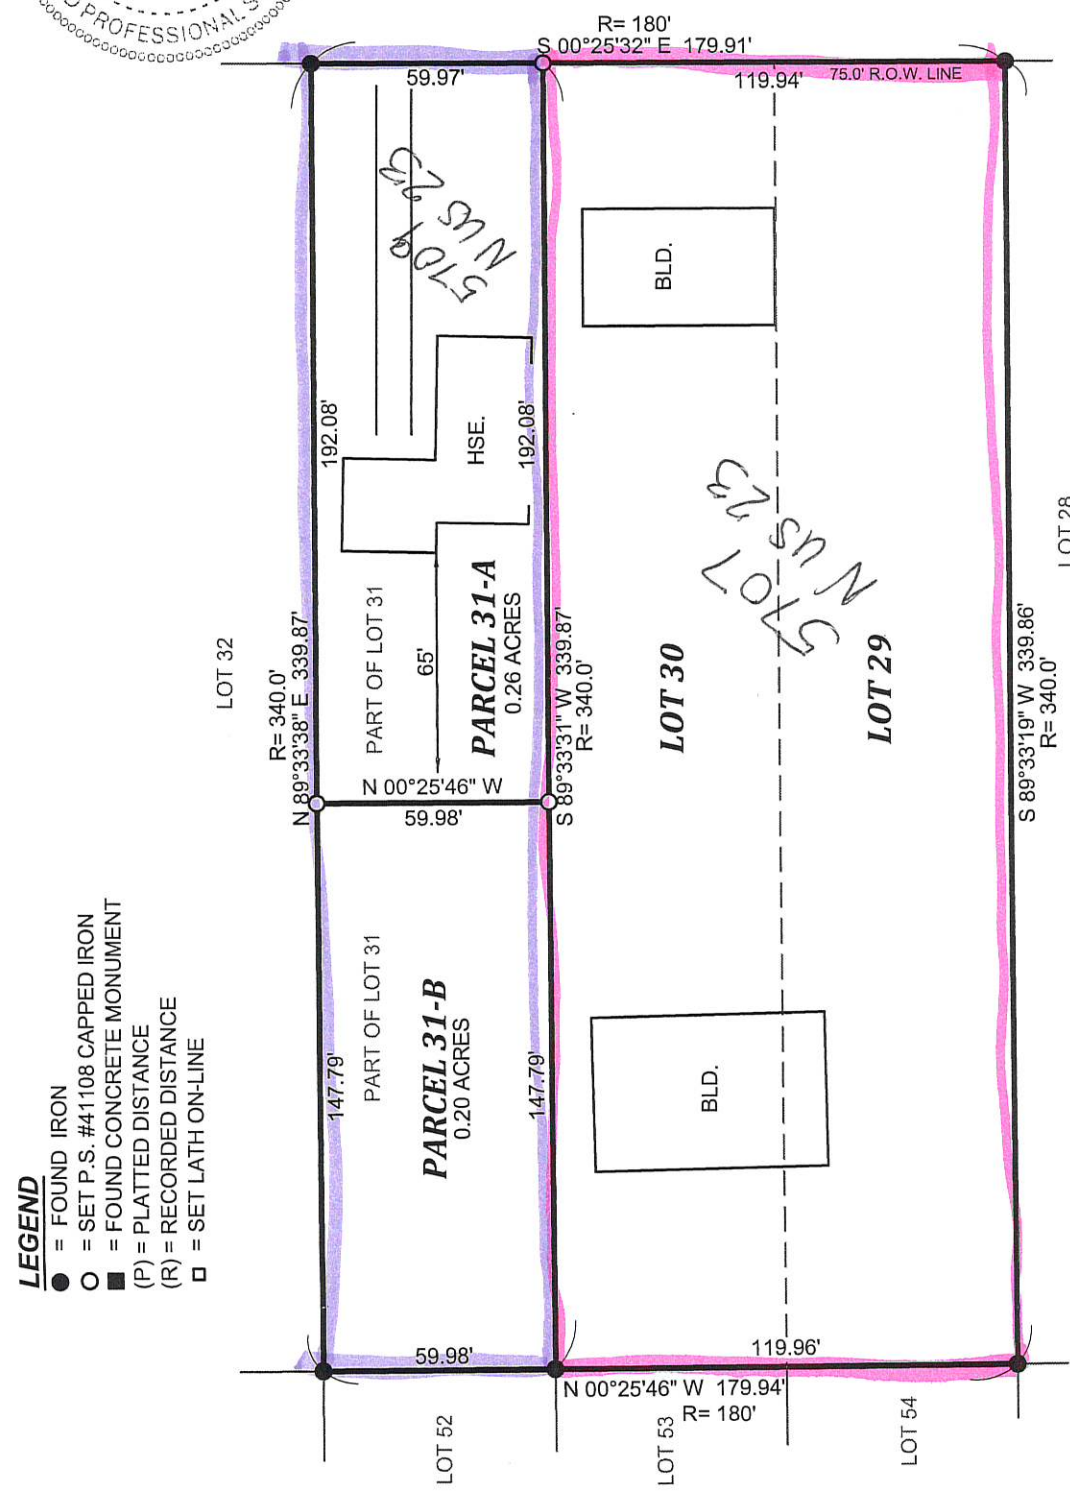 D PROFESSIONAL S
R= 180'
S 00°25'32" E 179.91'
59.97'
119.94'
75.0' R.O.W. LINE
5709
N US 23
BLD.
192.08'
HSE.
192.08'
5707
N US 23
LOT 28
LOT 32
R= 340.0'
N 89°33'38" E 339.87'
PART OF LOT 31
65'
PARCEL 31-A
0.26 ACRES
S 89°33'31" W 339.87'
R= 340.0'
LOT 30
LOT 29
S 89°33'19" W 339.86'
R= 340.0'
N 00°25'46" W
59.98'
LEGEND
● = FOUND IRON
○ = SET P.S. #41108 CAPPED IRON
■ = FOUND CONCRETE MONUMENT
(P) = PLATTED DISTANCE
(R) = RECORDED DISTANCE
□ = SET LATH ON-LINE
147.79'
PART OF LOT 31
PARCEL 31-B
0.20 ACRES
147.79'
BLD.
59.98'
119.96'
N 00°25'46" W 179.94'
R= 180'
LOT 52
LOT 53
LOT 54